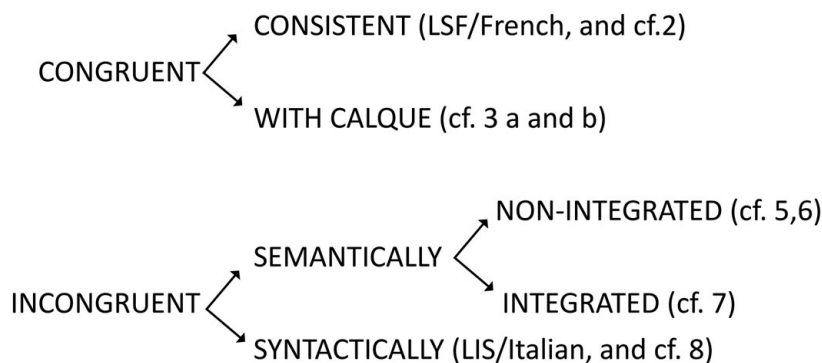 CONSISTENT (LSF/French, and cf.2)
CONGRUENT
WITH CALQUE (cf. 3 a and b)
NON-INTEGRATED (cf. 5,6)
SEMANTICALLY
INCONGRUENT
INTEGRATED (cf. 7)
SYNTACTICALLY (LIS/Italian, and cf. 8)